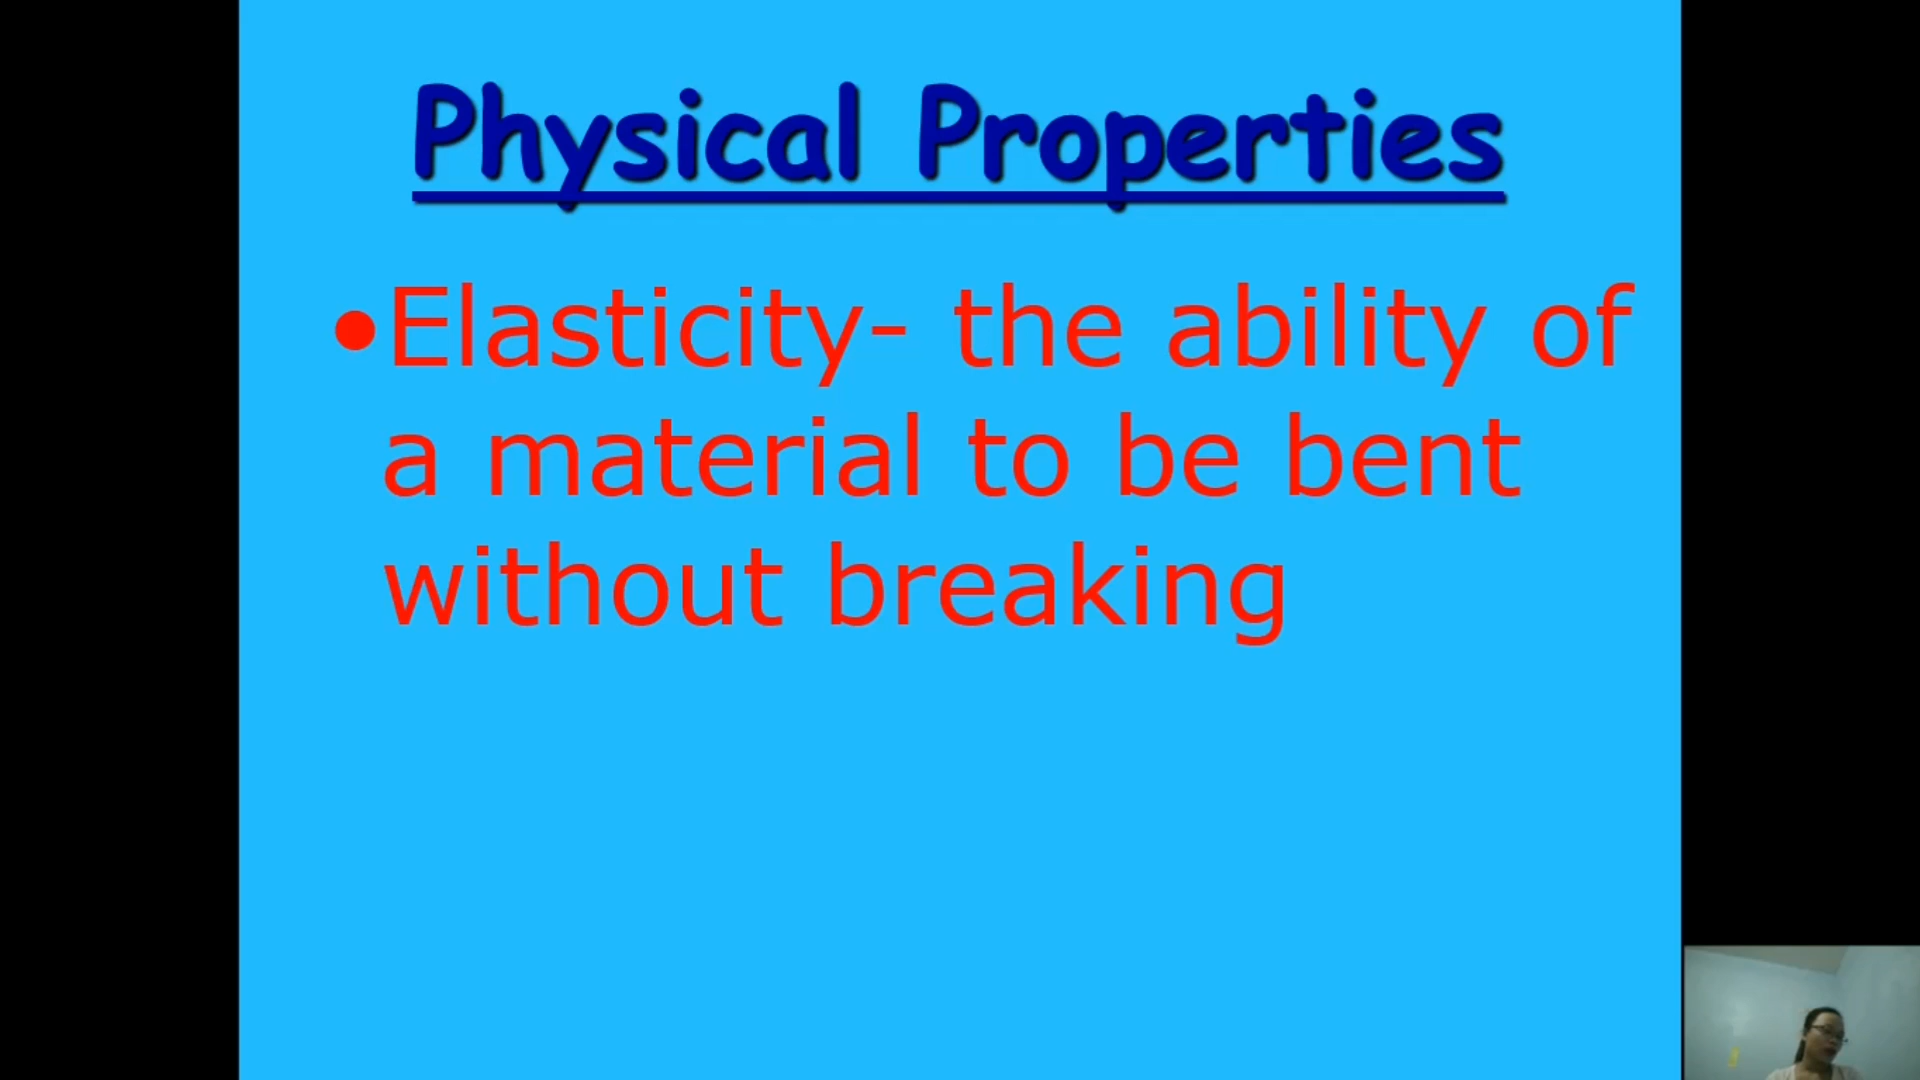 Physical Properties
•Elasticity- the ability of
a material to be bent
without breaking